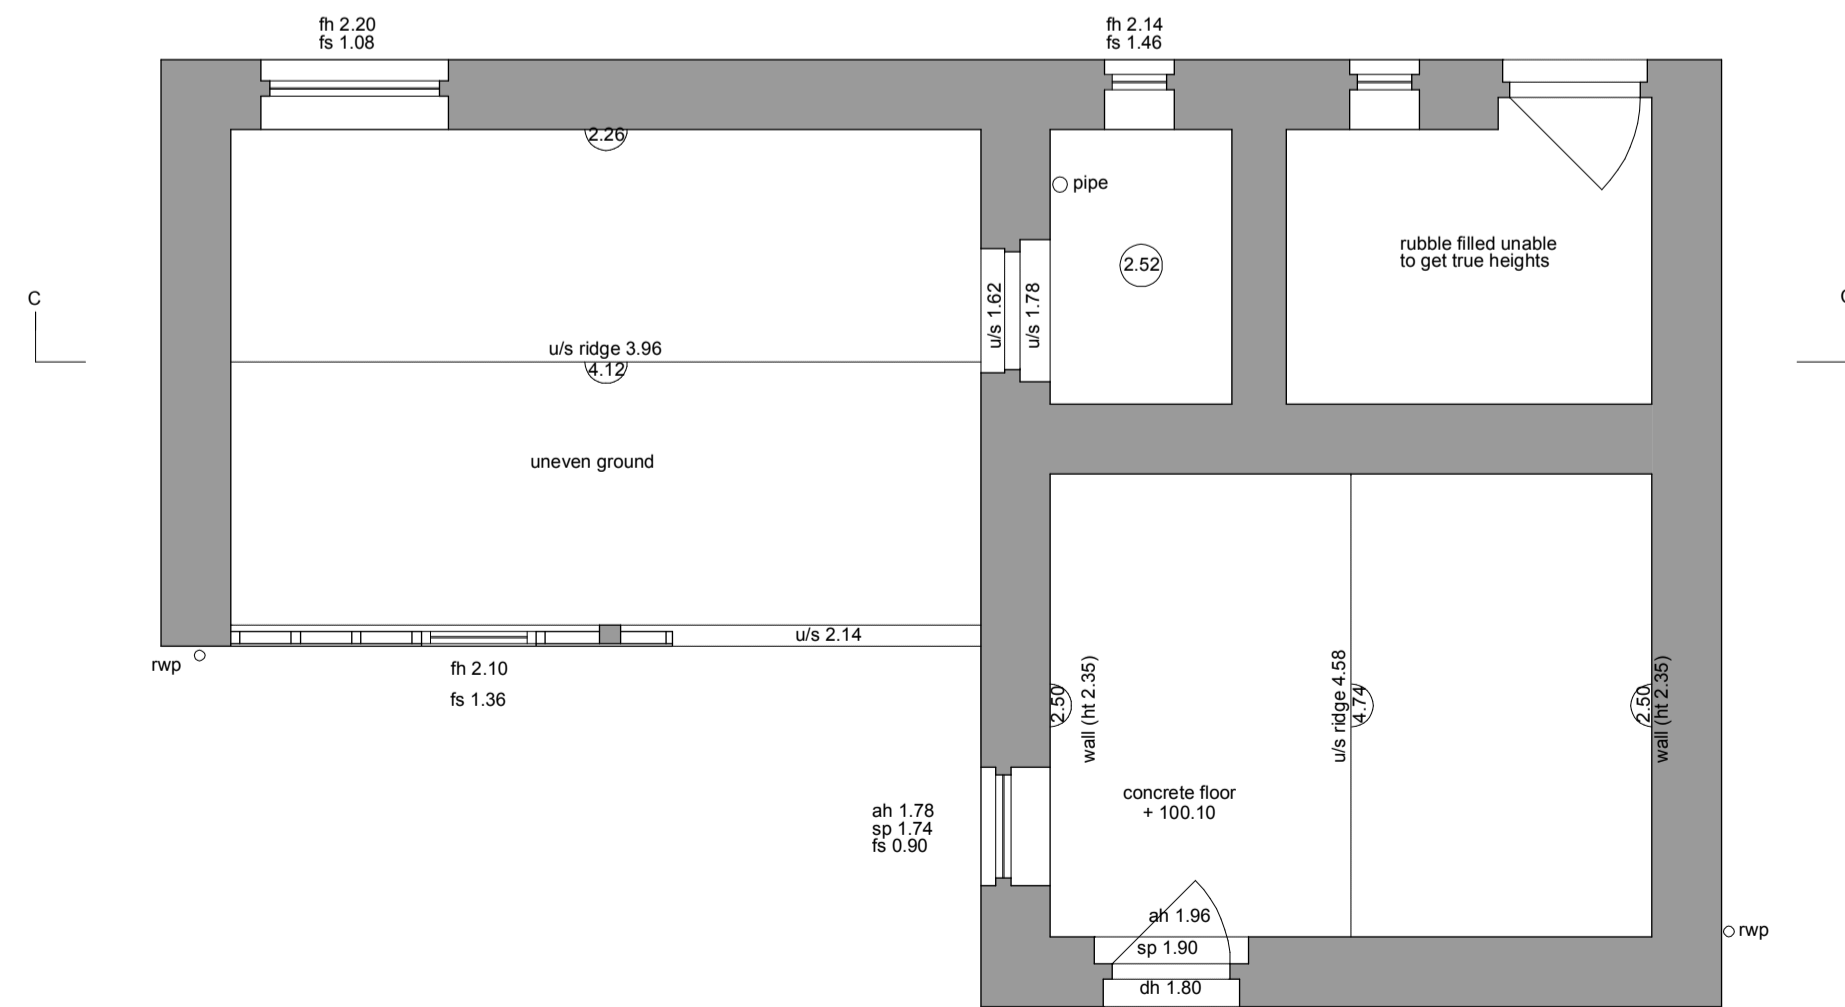 fh 2.20
fs 1.08
fh 2.14
fs 1.46
2.26
pipe
2.52
rubble filled unable
to get true heights
C
u/s 1.62
u/s 1.78
u/s ridge 3.96
4.12
uneven ground
u/s 2.14
rwp
fh 2.10
fs 1.36
2.50
wall (ht 2.35)
u/s ridge 4.58
4.74
2.50
wall (ht 2.35)
concrete floor
+ 100.10
ah 1.78
sp 1.74
fs 0.90
ah 1.96
sp 1.90
dh 1.80
rwp